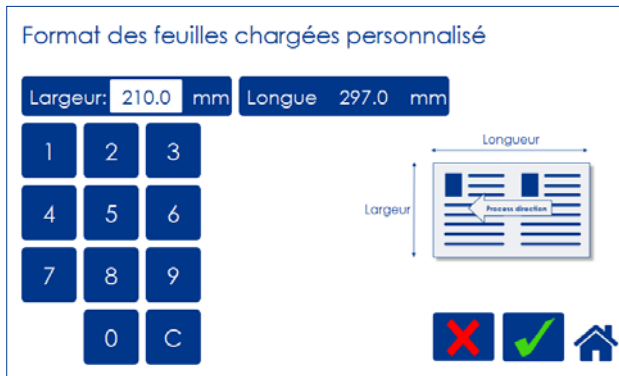 Format des feuilles chargées personnalisé
Largeur: 210.0 mm Longue 297.0 mm
1 2 3
4 5 6
7 8 9
0 C
Longueur
Largeur
Process direction